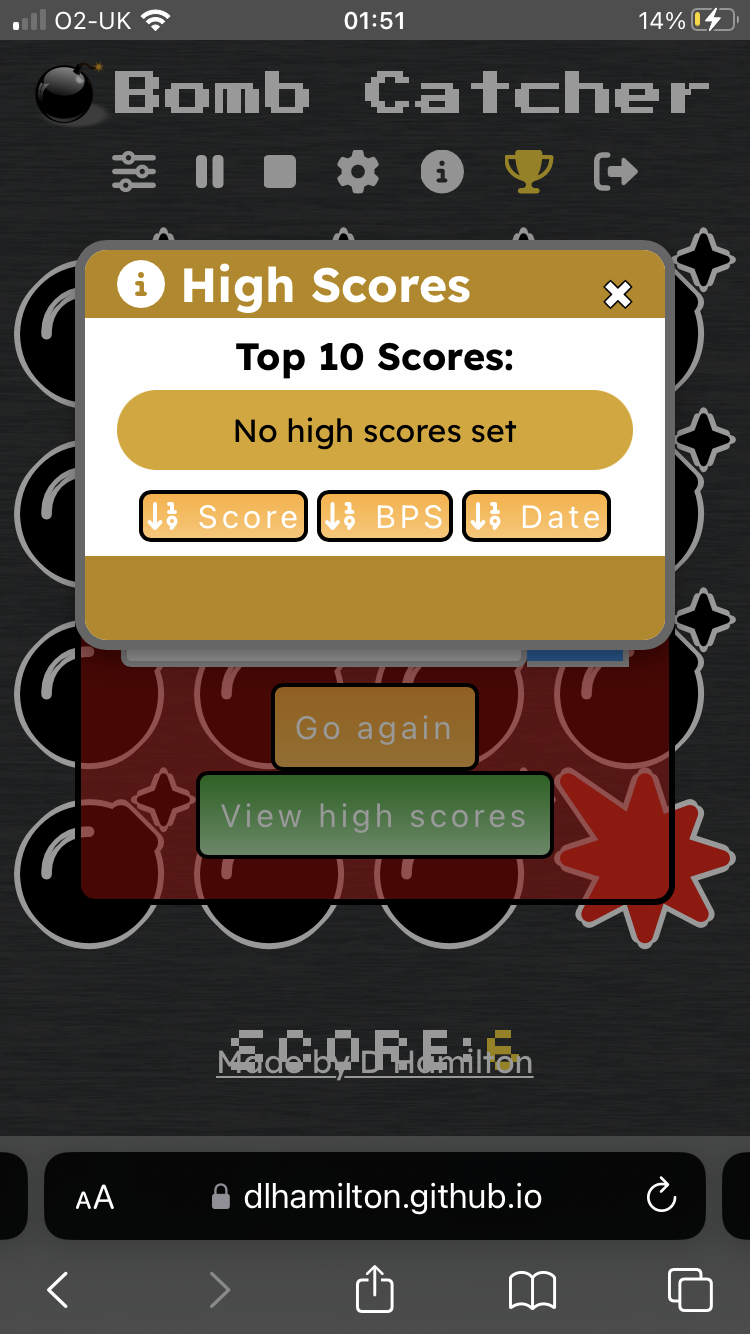 O2-UK 01:51 14%
Bomb Catcher
High Scores
Top 10 Scores:
No high scores set
Score BPS Date
Go again
View high scores
SCORE:
Made by D Hamilton
AA dlhamilton.github.io